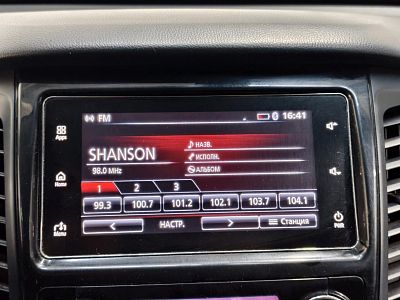 FM 16:41
Apps
SHANSON
98.0 MHz
НАЗВ.
ИСПОЛН.
АЛЬБОМ
Home
1 2 3
99.3 100.7 101.2 102.1 103.7 104.1
Menu
< НАСТР. > Станция
PWR